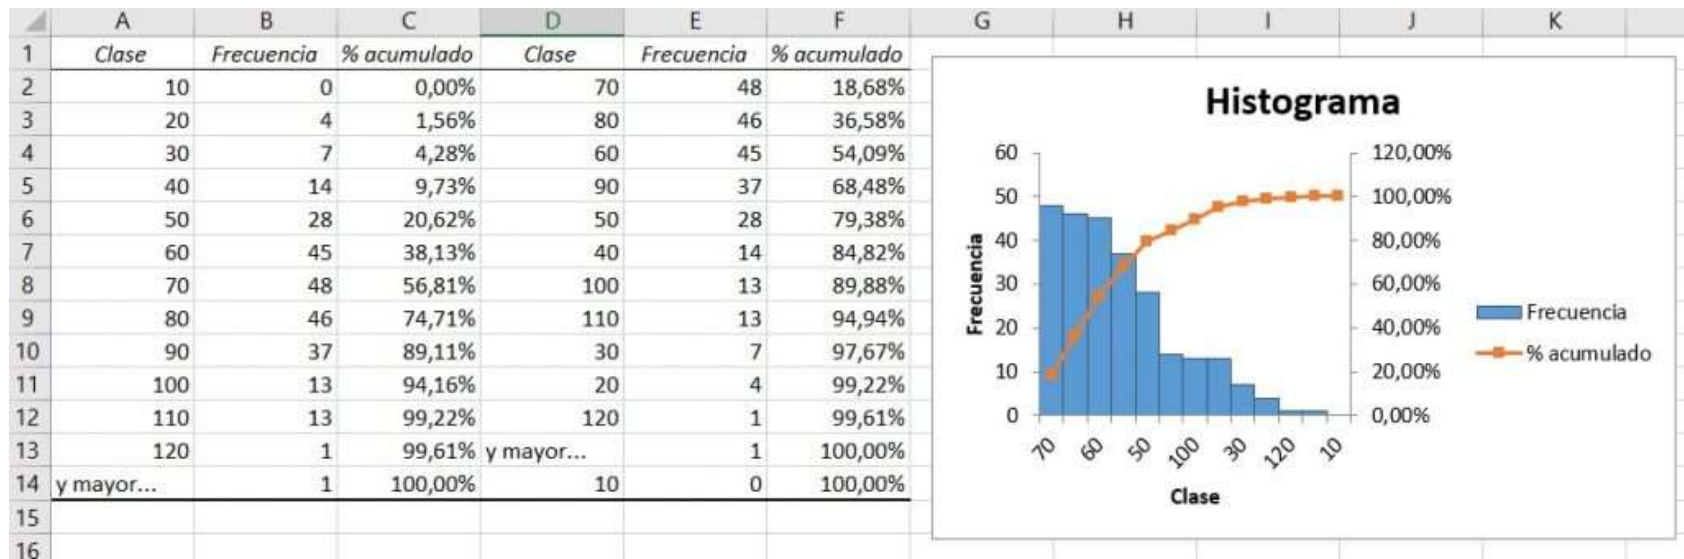 A B C D E F G H I J K
1 Clase Frecuencia % acumulado Clase Frecuencia % acumulado
2 10 0 0,00% 70 48 18,68%
3 20 4 1,56% 80 46 36,58%
4 30 7 4,28% 60 45 54,09%
5 40 14 9,73% 90 37 68,48%
6 50 28 20,62% 50 28 79,38%
7 60 45 38,13% 40 14 84,82%
8 70 48 56,81% 100 13 89,88%
9 80 46 74,71% 110 13 94,94%
10 90 37 89,11% 30 7 97,67%
11 100 13 94,16% 20 4 99,22%
12 110 13 99,22% 120 1 99,61%
13 120 1 99,61% y mayor... 1 100,00%
14 y mayor... 1 100,00% 10 0 100,00%
15
16
Histograma
60 120,00%
50 100,00%
40 80,00%
30 60,00%
20 40,00%
10 20,00%
0 0,00%
Frecuencia
70 60 50 100 30 120 10
Clase
Frecuencia
% acumulado